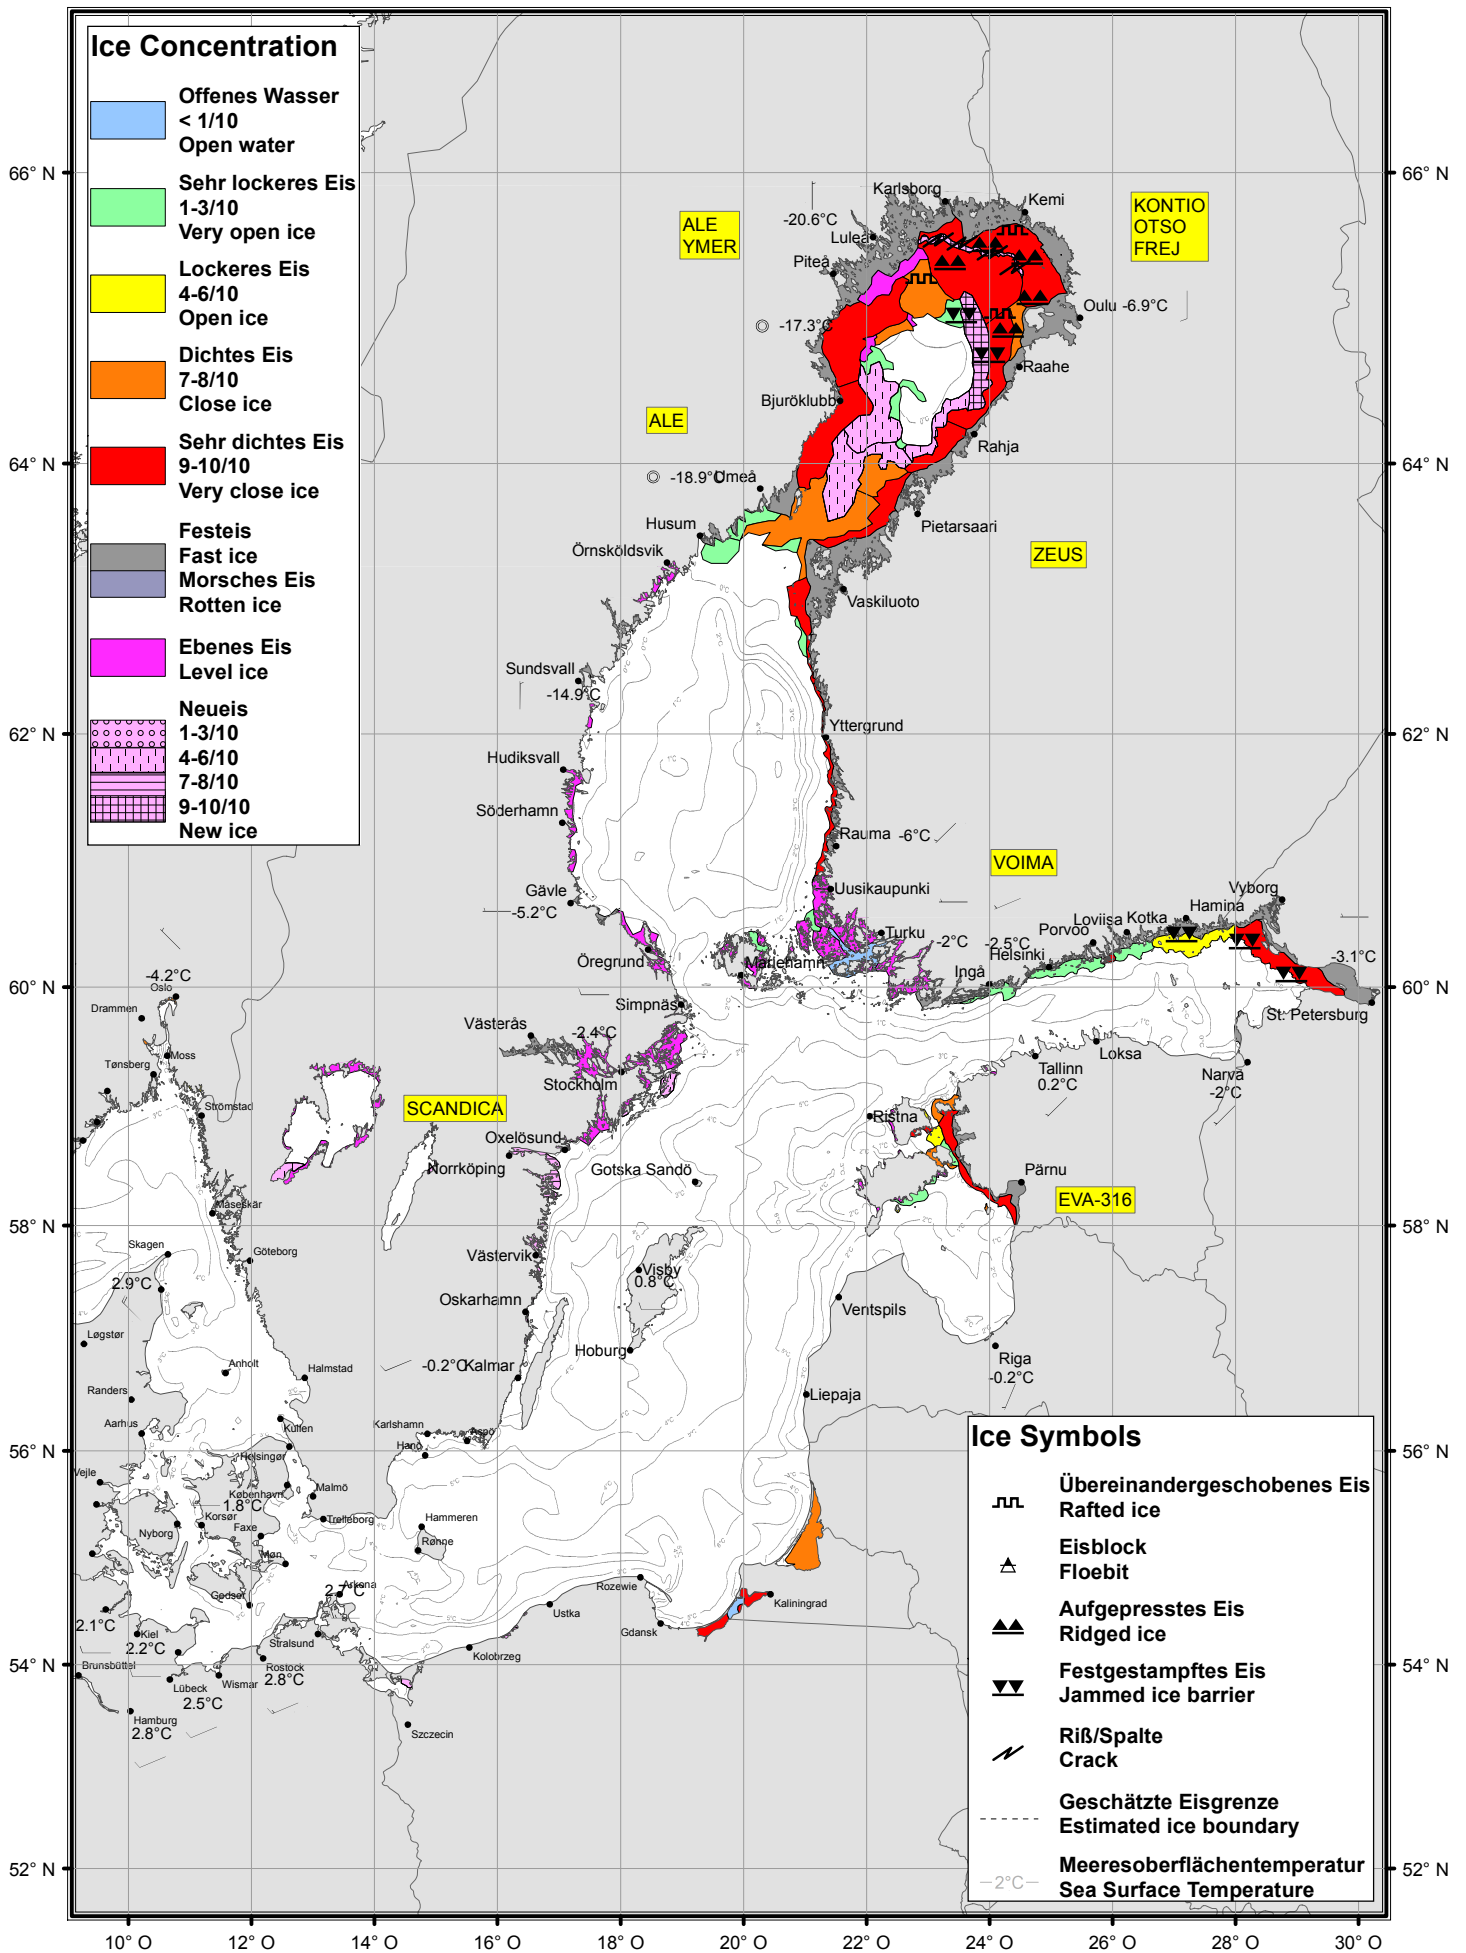 Ice Concentration
Offenes Wasser
< 1/10
Open water
Sehr lockeres Eis
1-3/10
Very open ice
Lockeres Eis
4-6/10
Open ice
Dichtes Eis
7-8/10
Close ice
Sehr dichtes Eis
9-10/10
Very close ice
Festeis
Fast ice
Morsches Eis
Rotten ice
Ebenes Eis
Level ice
Neueis
1-3/10
4-6/10
7-8/10
9-10/10
New ice
66° N
66° N
64° N
64° N
62° N
62° N
60° N
60° N
58° N
58° N
56° N
56° N
54° N
54° N
52° N
52° N
ALE
YMER
KONTIO
OTSO
FREJ
ALE
ZEUS
VOIMA
SCANDICA
EVA-316
Karlsborg
Kemi
-20.6°C
Luleå
Piteå
Oulu -6.9°C
-17.3°C
Raahe
Bjuröklubb
Rahja
-18.9°C
Umeå
Pietarsaari
Husum
Örnsköldsvik
Vaskiluoto
Sundsvall
-14.9°C
Yttergrund
Hudiksvall
Söderhamn
Rauma -6°C
Gävle
-5.2°C
Uusikaupunki
Vyborg
Hamina
Kotka
Loviisa
Porvoo
Turku
-2°C
-2.5°C
Helsinki
-3.1°C
Öregrund
Mariehamn
Ingå
St. Petersburg
-4.2°C
Oslo
Drammen
Simpnäs
Västerås
-2.4°C
Moss
Tønsberg
Stockholm
Tallinn
0.2°C
Loksa
Narva
-2°C
Strömstad
Ristna
Oxelösund
Norrköping
Gotska Sandö
Pärnu
Måseskär
Skagen
Göteborg
2.9°C
Västervik
Visby
0.8°C
Oskarhamn
Ventspils
Løgstør
Anholt
Halmstad
-0.2°C
Kalmar
Hoburg
Riga
-0.2°C
Randers
Liepaja
Aarhus
Kullen
Karlshamn
Aspö
Hanö
Helsingør
Vejle
København
Malmö
1.8°C
Korsør
Nyborg
Faxe
Trelleborg
Hammeren
Rønne
Møn
Gedser
Arkona
Rozewie
Ustka
Kaliningrad
Gdansk
2.1°C
Kiel
2.2°C
Stralsund
Kolobrzeg
Brunsbüttel
Rostock
2.8°C
Lübeck
Wismar
2.5°C
Hamburg
2.8°C
Szczecin
Ice Symbols
Übereinandergeschobenes Eis
Rafted ice
Eisblock
Floebit
Aufgepresstes Eis
Ridged ice
Festgestampftes Eis
Jammed ice barrier
Riß/Spalte
Crack
Geschätzte Eisgrenze
Estimated ice boundary
2°C
Meeresoberflächentemperatur
Sea Surface Temperature
10° O 12° O 14° O 16° O 18° O 20° O 22° O 24° O 26° O 28° O 30° O